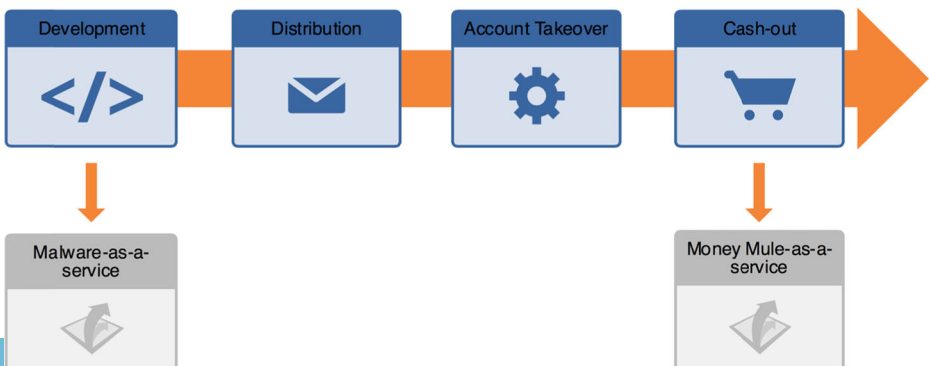 Development
Distribution
Account Takeover
Cash-out
Malware-as-a-
service
Money Mule-as-a-
service